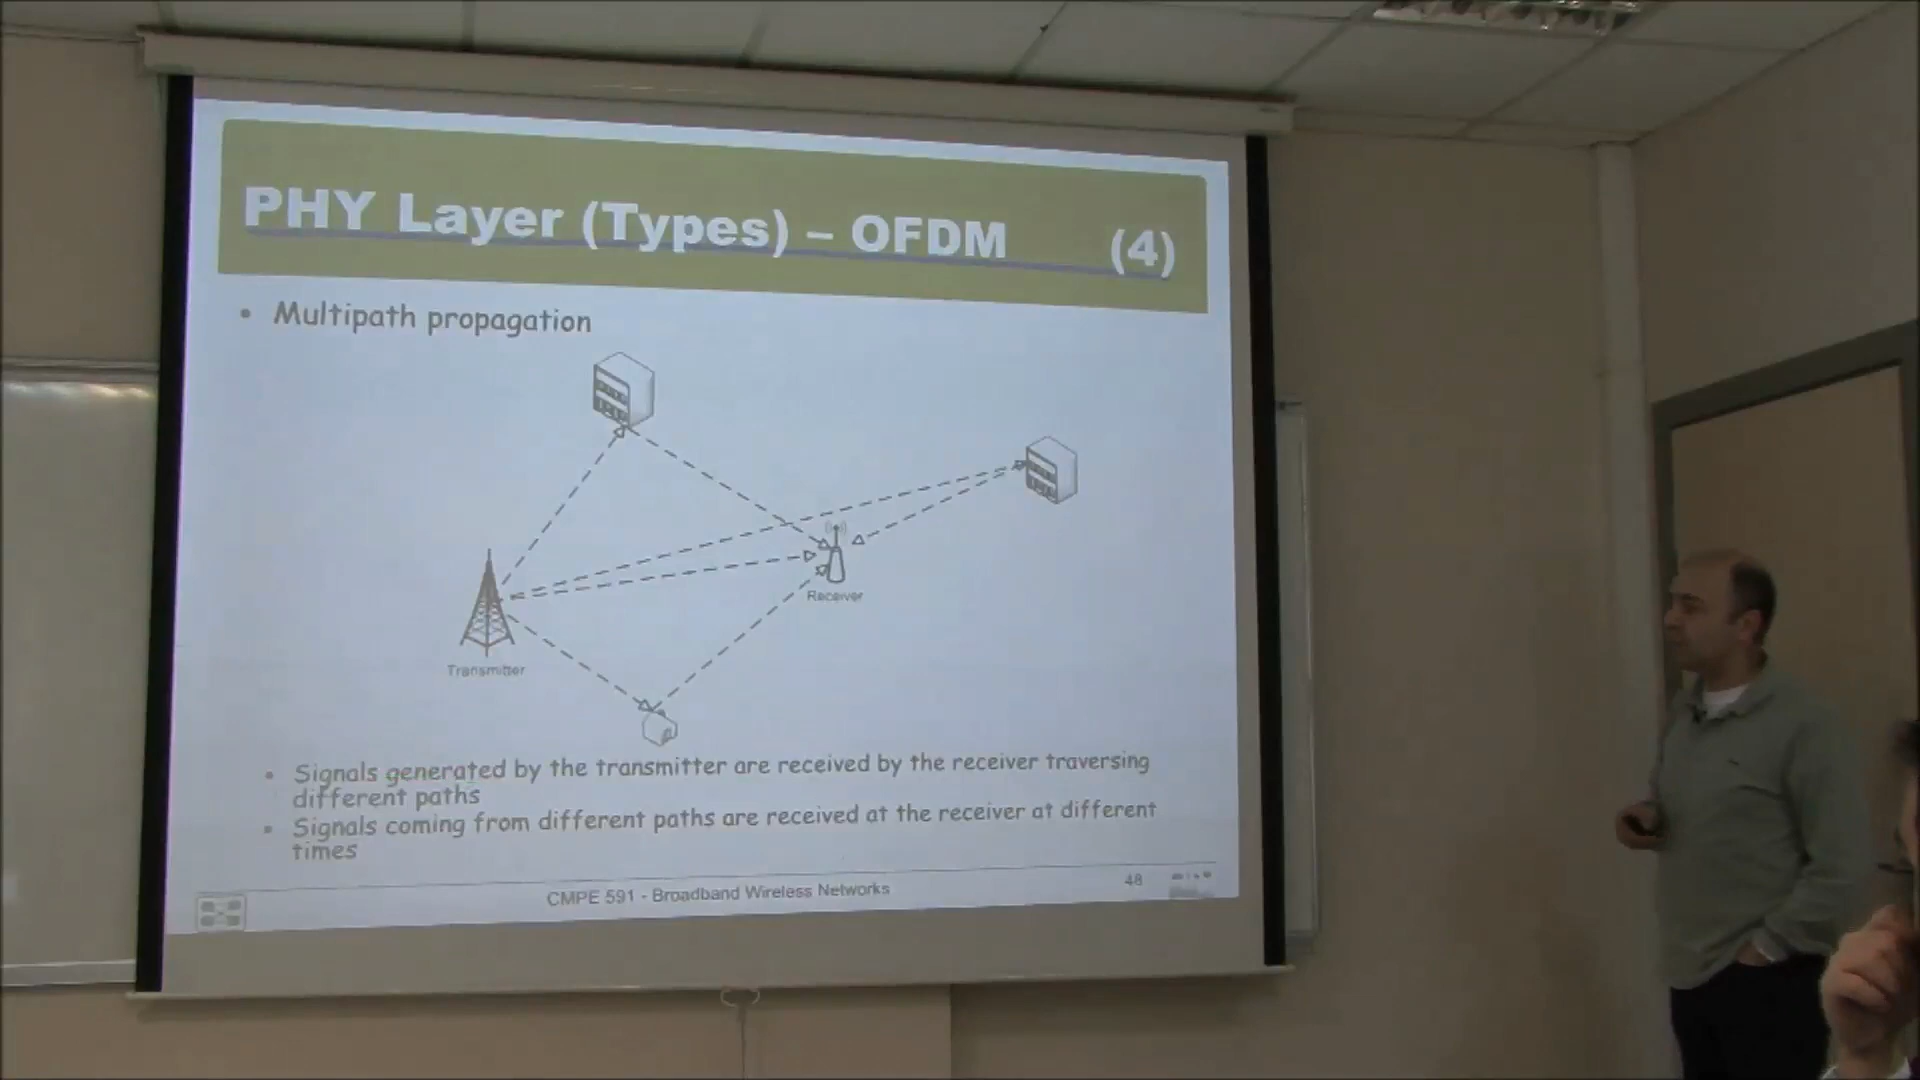 PHY Layer (Types) – OFDM (4)
• Multipath propagation
Receiver
Transmitter
• Signals generated by the transmitter are received by the receiver traversing
different paths
• Signals coming from different paths are received at the receiver at different
times
CMPE 591 - Broadband Wireless Networks
48